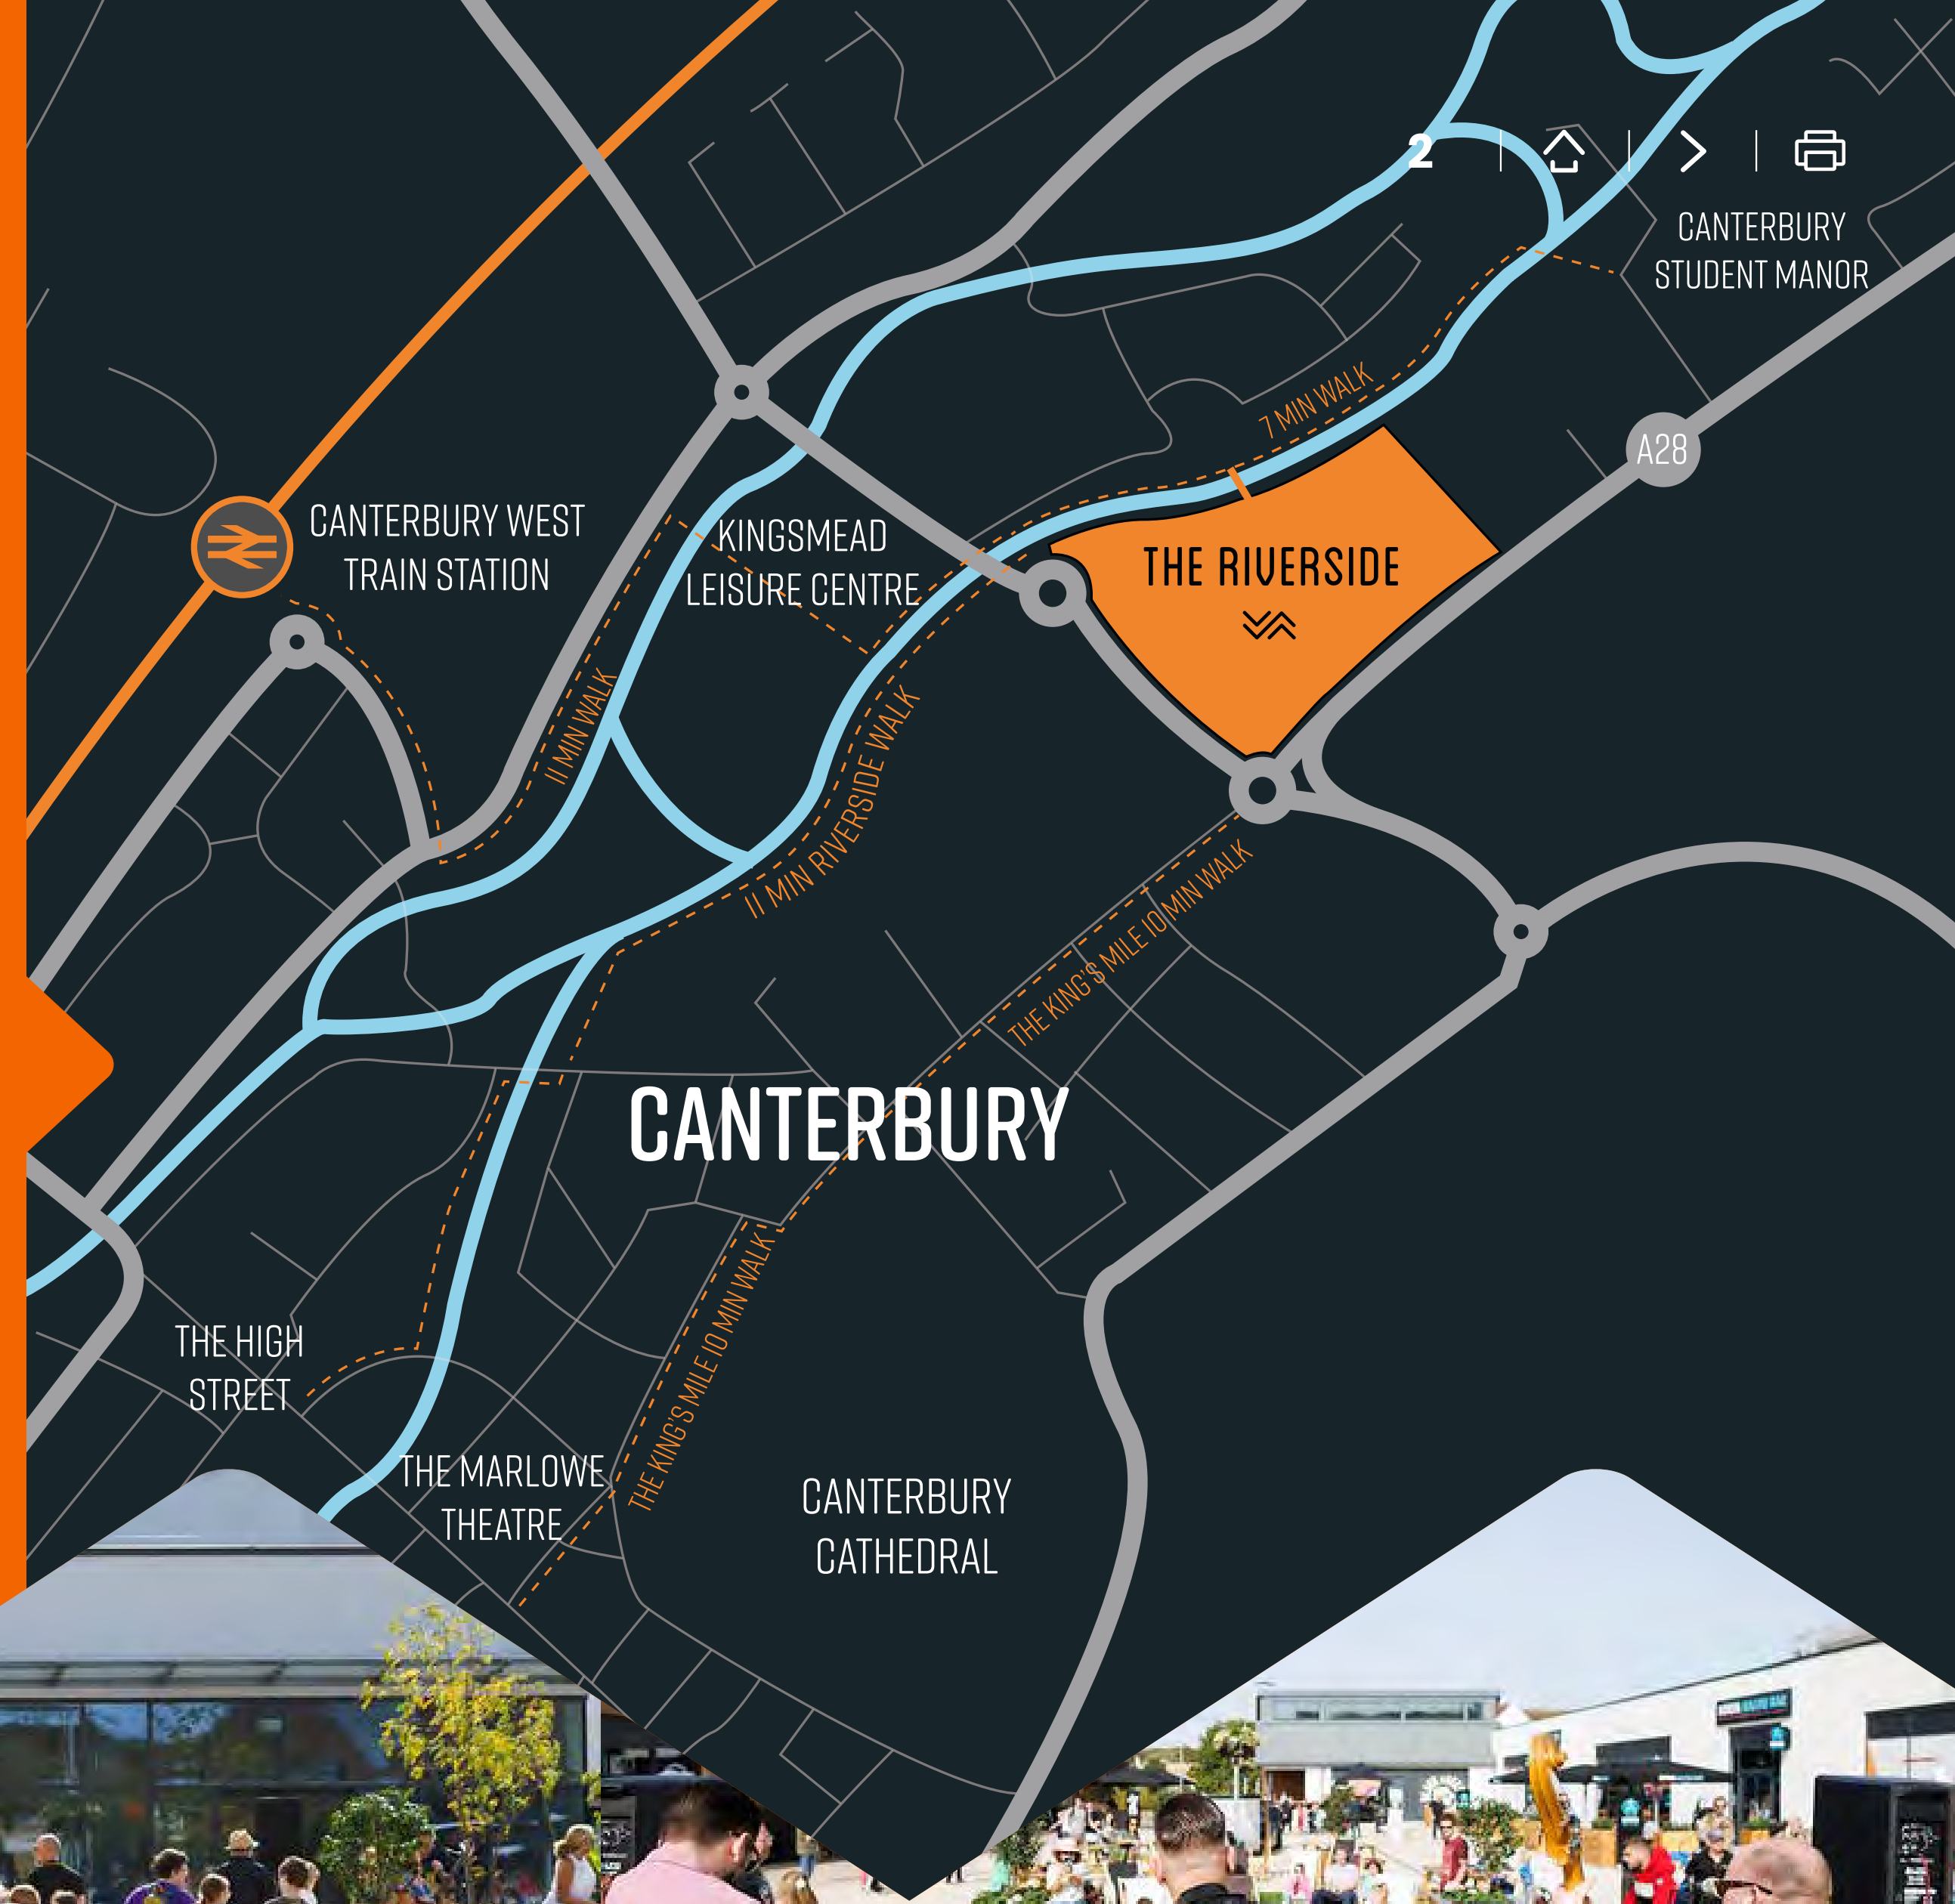 2
CANTERBURY
STUDENT MANOR
7 MIN WALK
A28
CANTERBURY WEST
TRAIN STATION
KINGSMEAD
LEISURE CENTRE
THE RIVERSIDE
11 MIN WALK
11 MIN RIVERSIDE WALK
THE KING'S MILE 10 MIN WALK
CANTERBURY
THE KING'S MILE 10 MIN WALK
THE HIGH
STREET
THE MARLOWE
THEATRE
CANTERBURY
CATHEDRAL